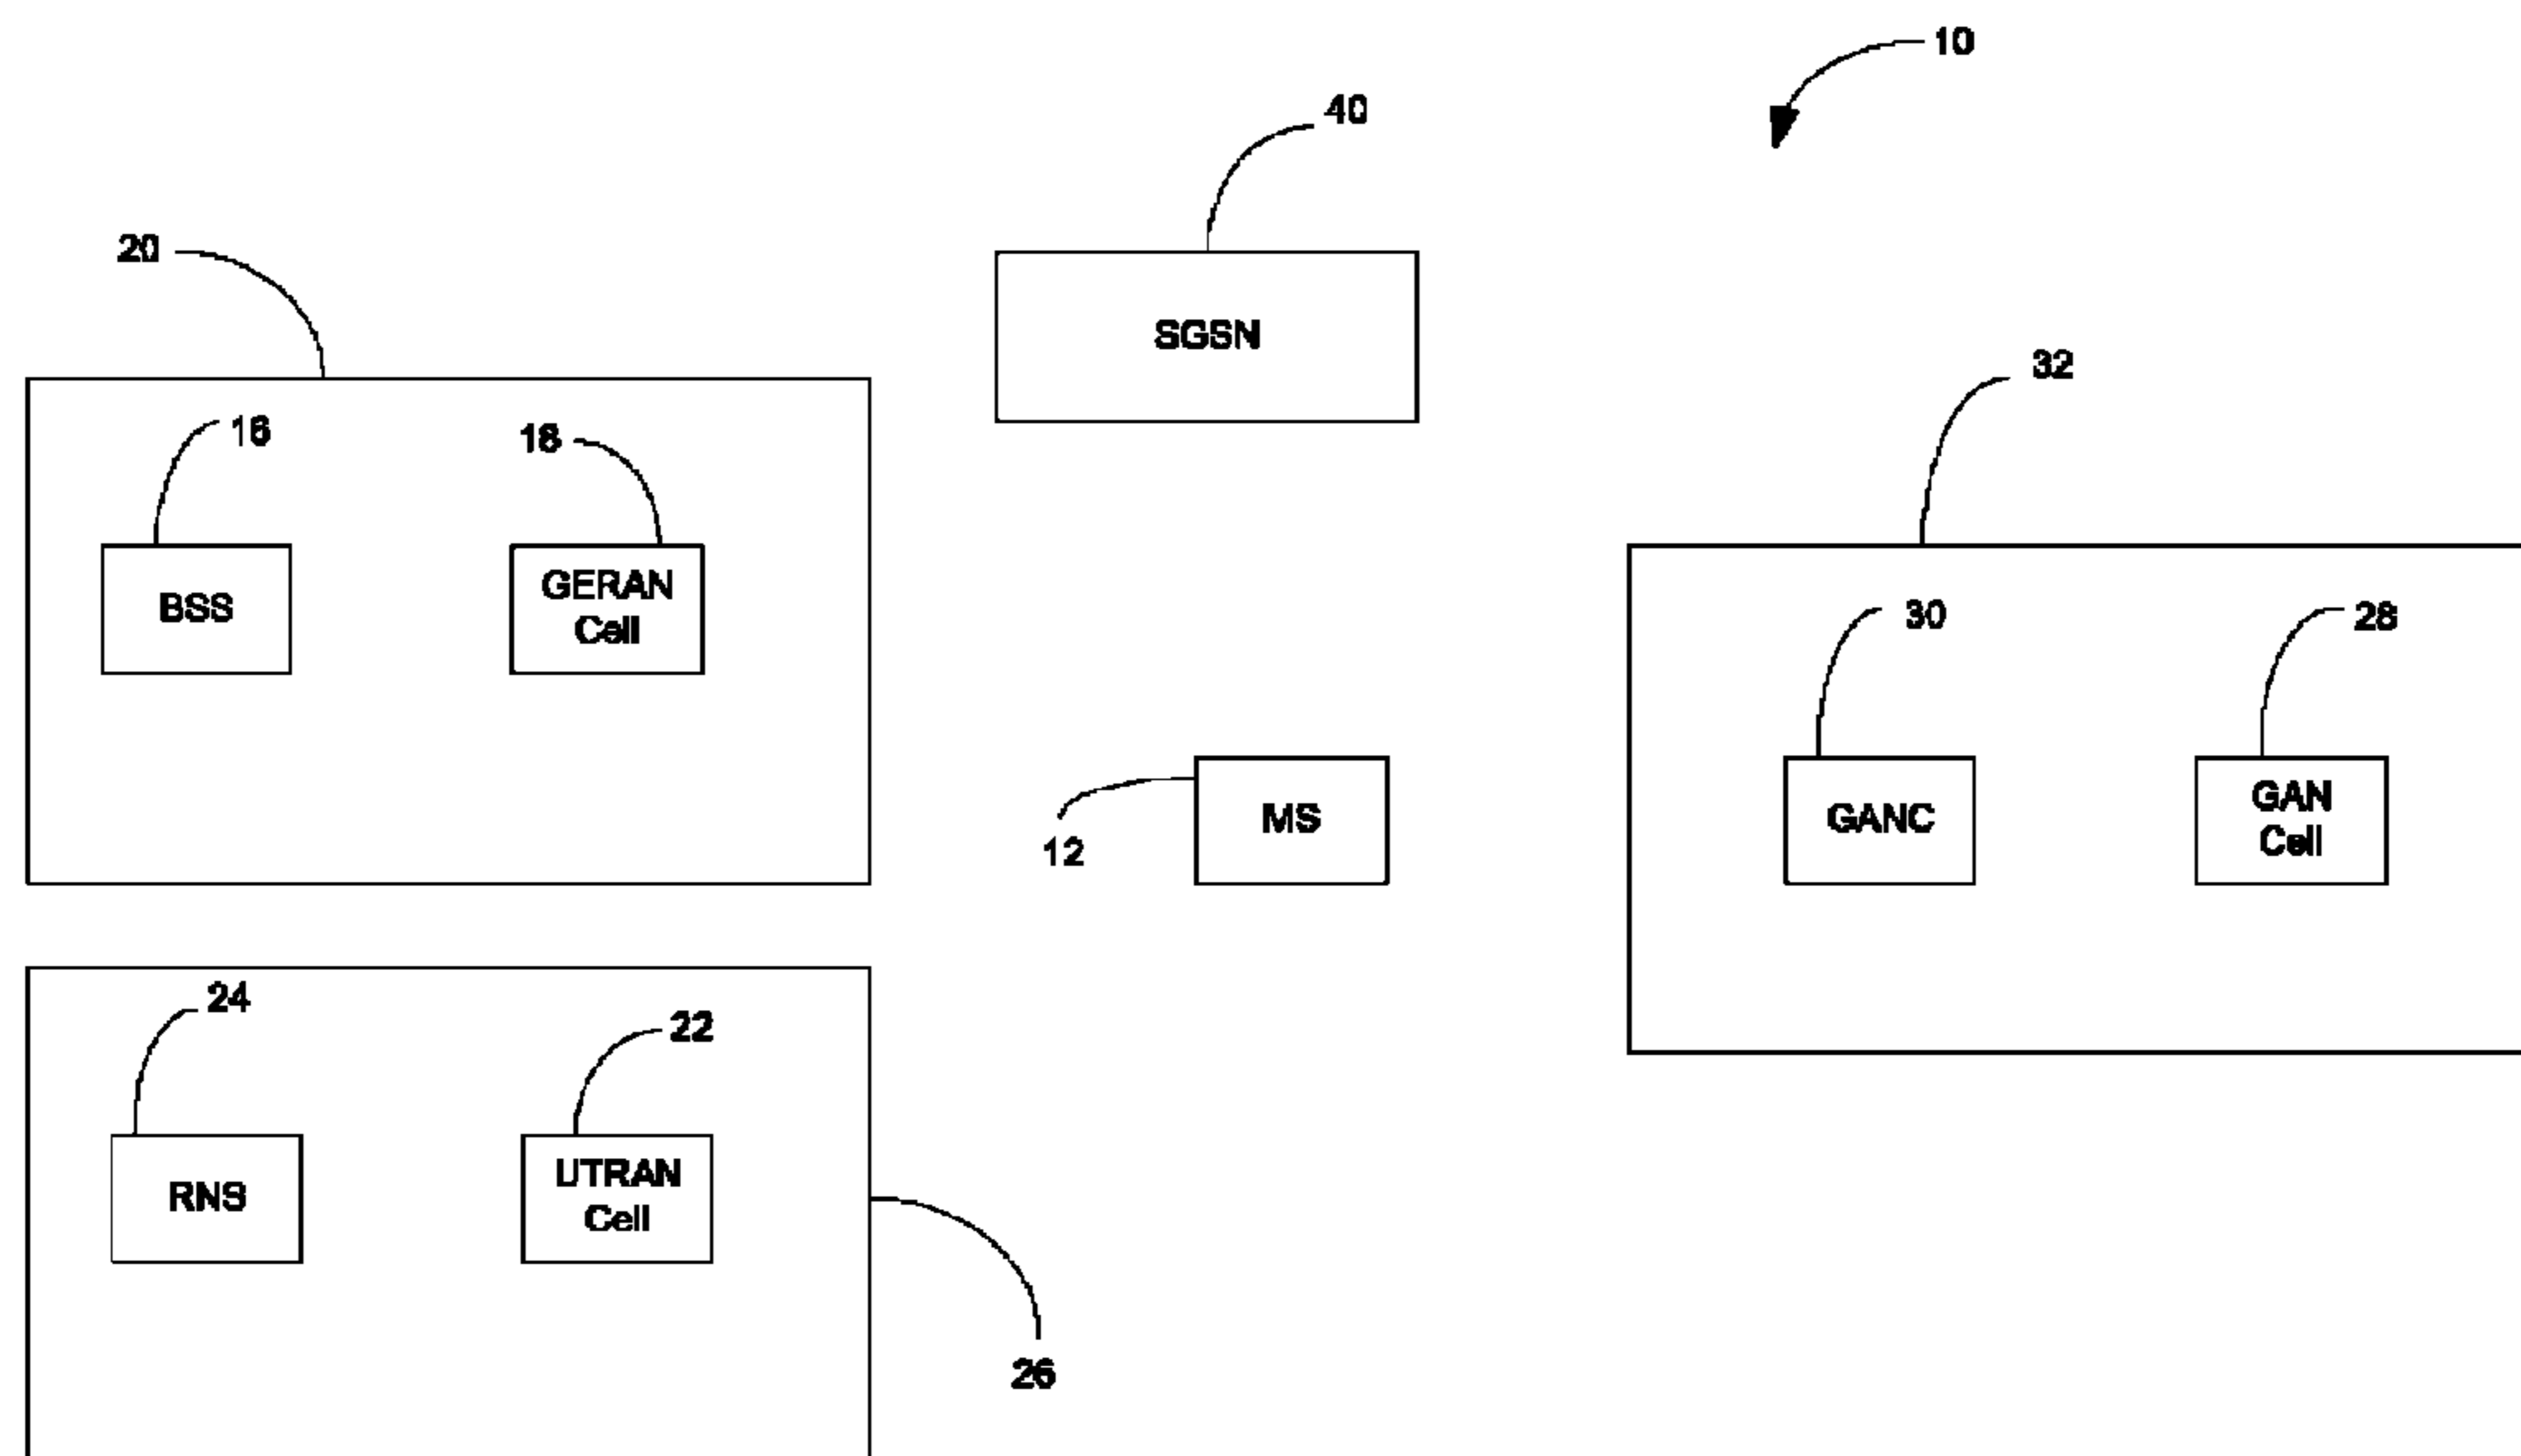 10
40
20
SGSN
32
16
18
BSS
GERAN
Cell
30
28
MS
GANC
GAN
Cell
12
24
22
RNS
UTRAN
Cell
26